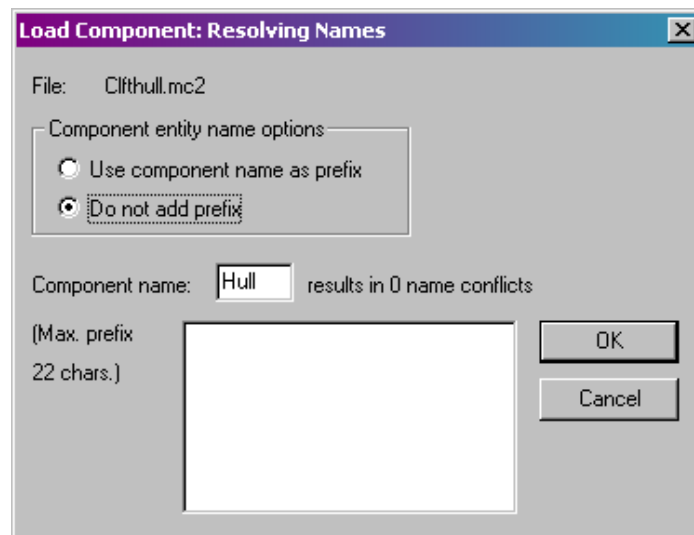 Load Component: Resolving Names
File: Clfthull.mc2
Component entity name options
Use component name as prefix
Do not add prefix
Component name: Hull results in 0 name conflicts
(Max. prefix
22 chars.)
OK
Cancel